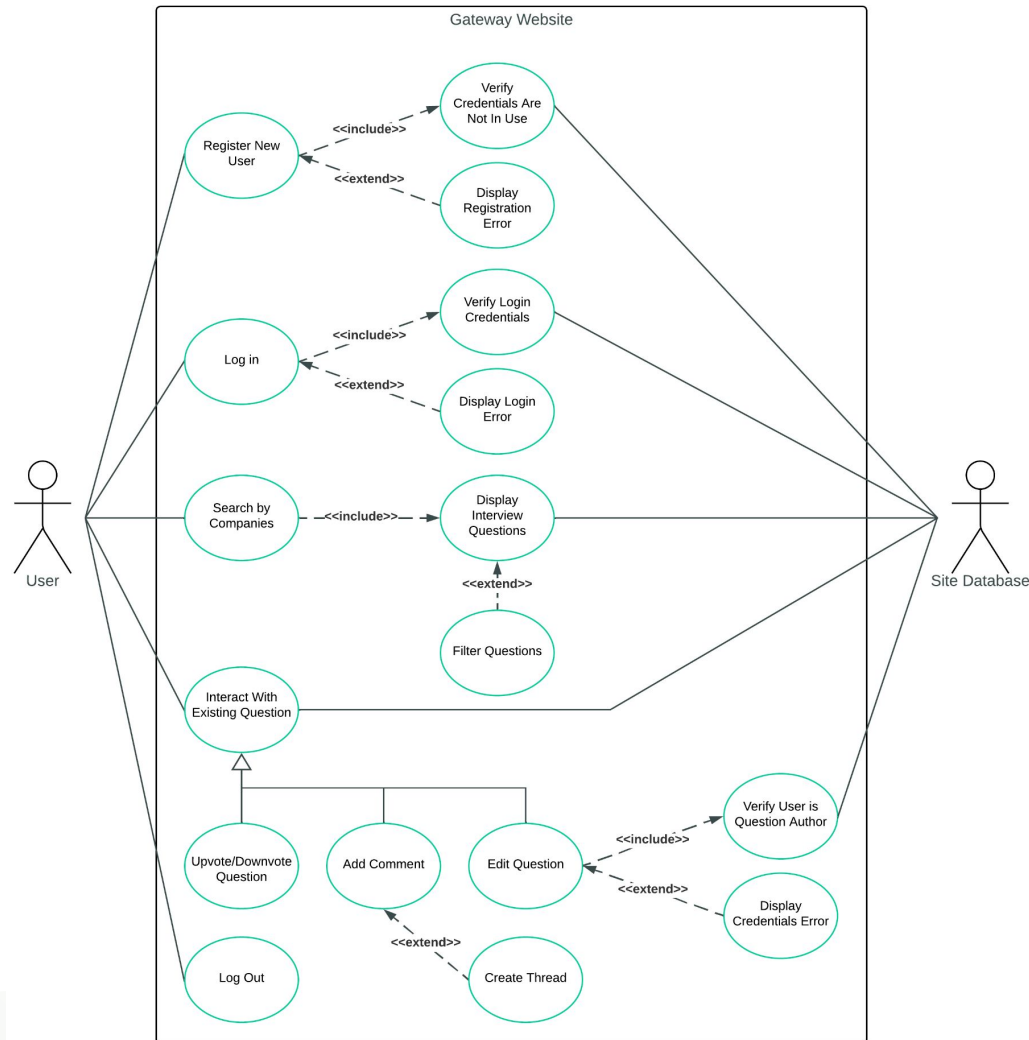 Gateway Website
Verify
Credentials Are
Not In Use
<<include>>
Register New
User
<<extend>>
Display
Registration
Error
Verify Login
Credentials
<<include>>
Log in
<<extend>>
Display Login
Error
Search by
Companies
<<include>>
Display
Interview
Questions
User
Site Database
<<extend>>
Filter Questions
Interact With
Existing Question
Verify User is
Question Author
<<include>>
Upvote/Downvote
Question
Add Comment
Edit Question
<<extend>>
Display
Credentials Error
<<extend>>
Log Out
Create Thread